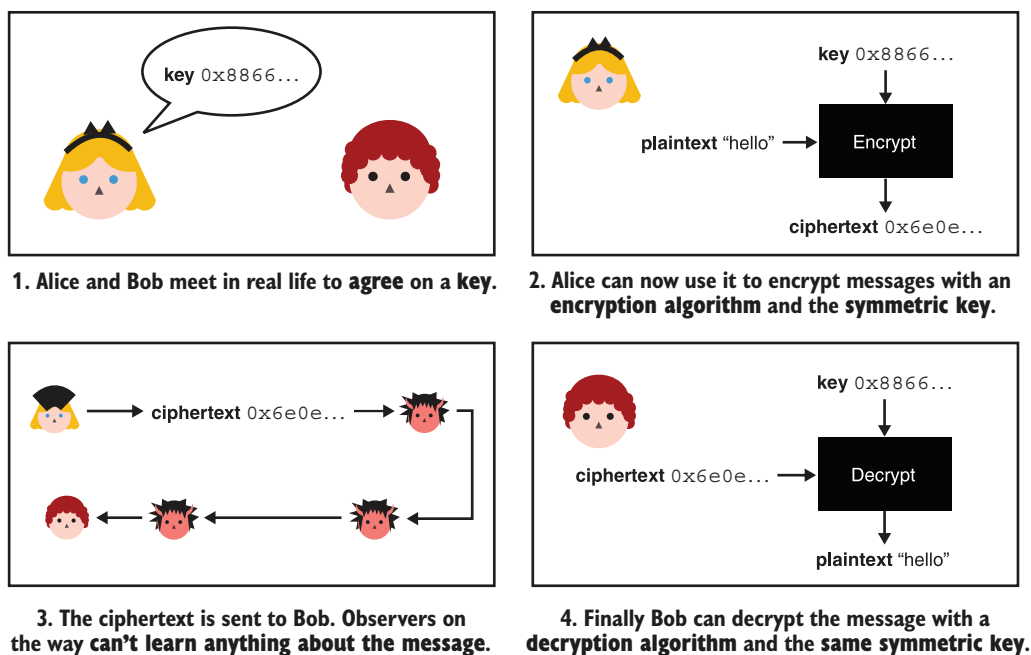 key 0x8866...
1. Alice and Bob meet in real life to agree on a key.
key 0x8866...
plaintext “hello”
Encrypt
ciphertext 0x6e0e...
2. Alice can now use it to encrypt messages with an
encryption algorithm and the symmetric key.
ciphertext 0x6e0e...
3. The ciphertext is sent to Bob. Observers on
the way can’t learn anything about the message.
key 0x8866...
ciphertext 0x6e0e...
Decrypt
plaintext “hello”
4. Finally Bob can decrypt the message with a
decryption algorithm and the same symmetric key.